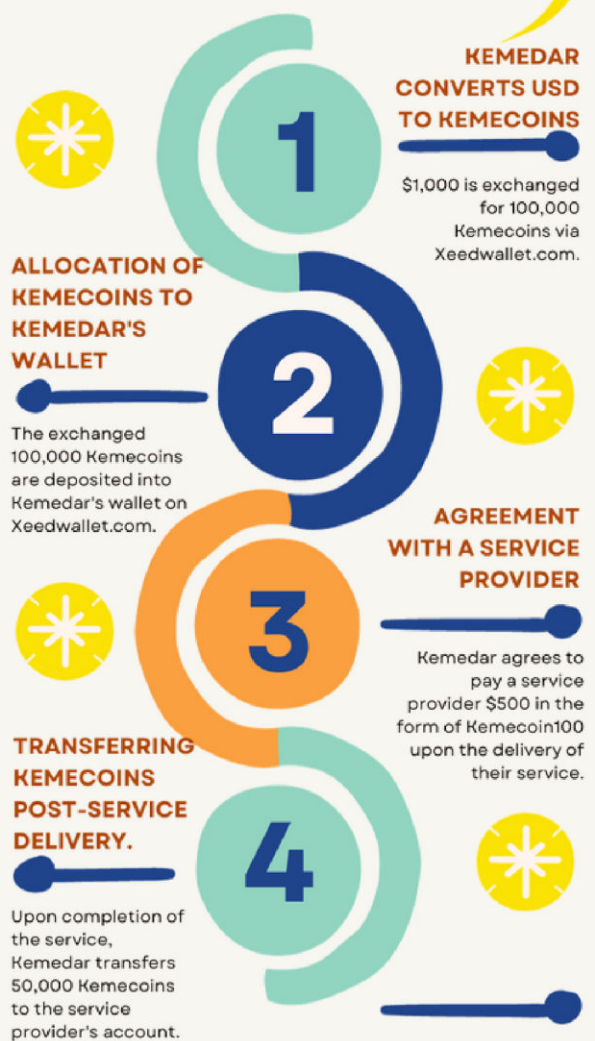 1
KEMEDAR
CONVERTS USD
TO KEMECOINS
$1,000 is exchanged
for 100,000
Kemecoins via
Xeedwallet.com.
2
ALLOCATION OF
KEMECOINS TO
KEMEDAR'S
WALLET
The exchanged
100,000 Kemecoins
are deposited into
Kemedar's wallet on
Xeedwallet.com.
3
AGREEMENT
WITH A SERVICE
PROVIDER
Kemedar agrees to
pay a service
provider $500 in the
form of Kemecoin100
upon the delivery of
their service.
4
TRANSFERRING
KEMECOINS
POST-SERVICE
DELIVERY.
Upon completion of
the service,
Kemedar transfers
50,000 Kemecoins
to the service
provider's account.